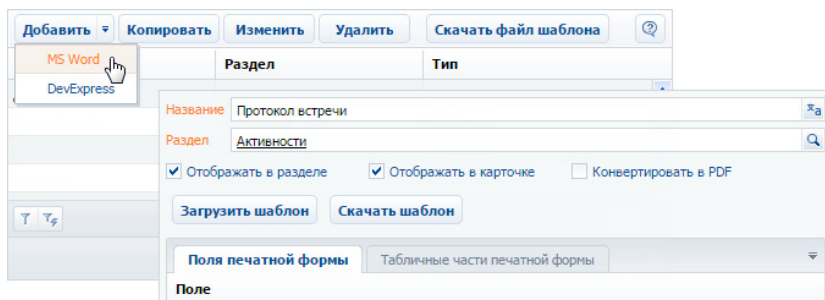 Добавить Копировать Изменить Удалить Скачать файл шаблона
MS Word Раздел Тип
DevExpress
Название Протокол встречи
Раздел Активности
Отображать в разделе Отображать в карточке Конвертировать в PDF
Загрузить шаблон Скачать шаблон
Поля печатной формы Табличные части печатной формы
Поле